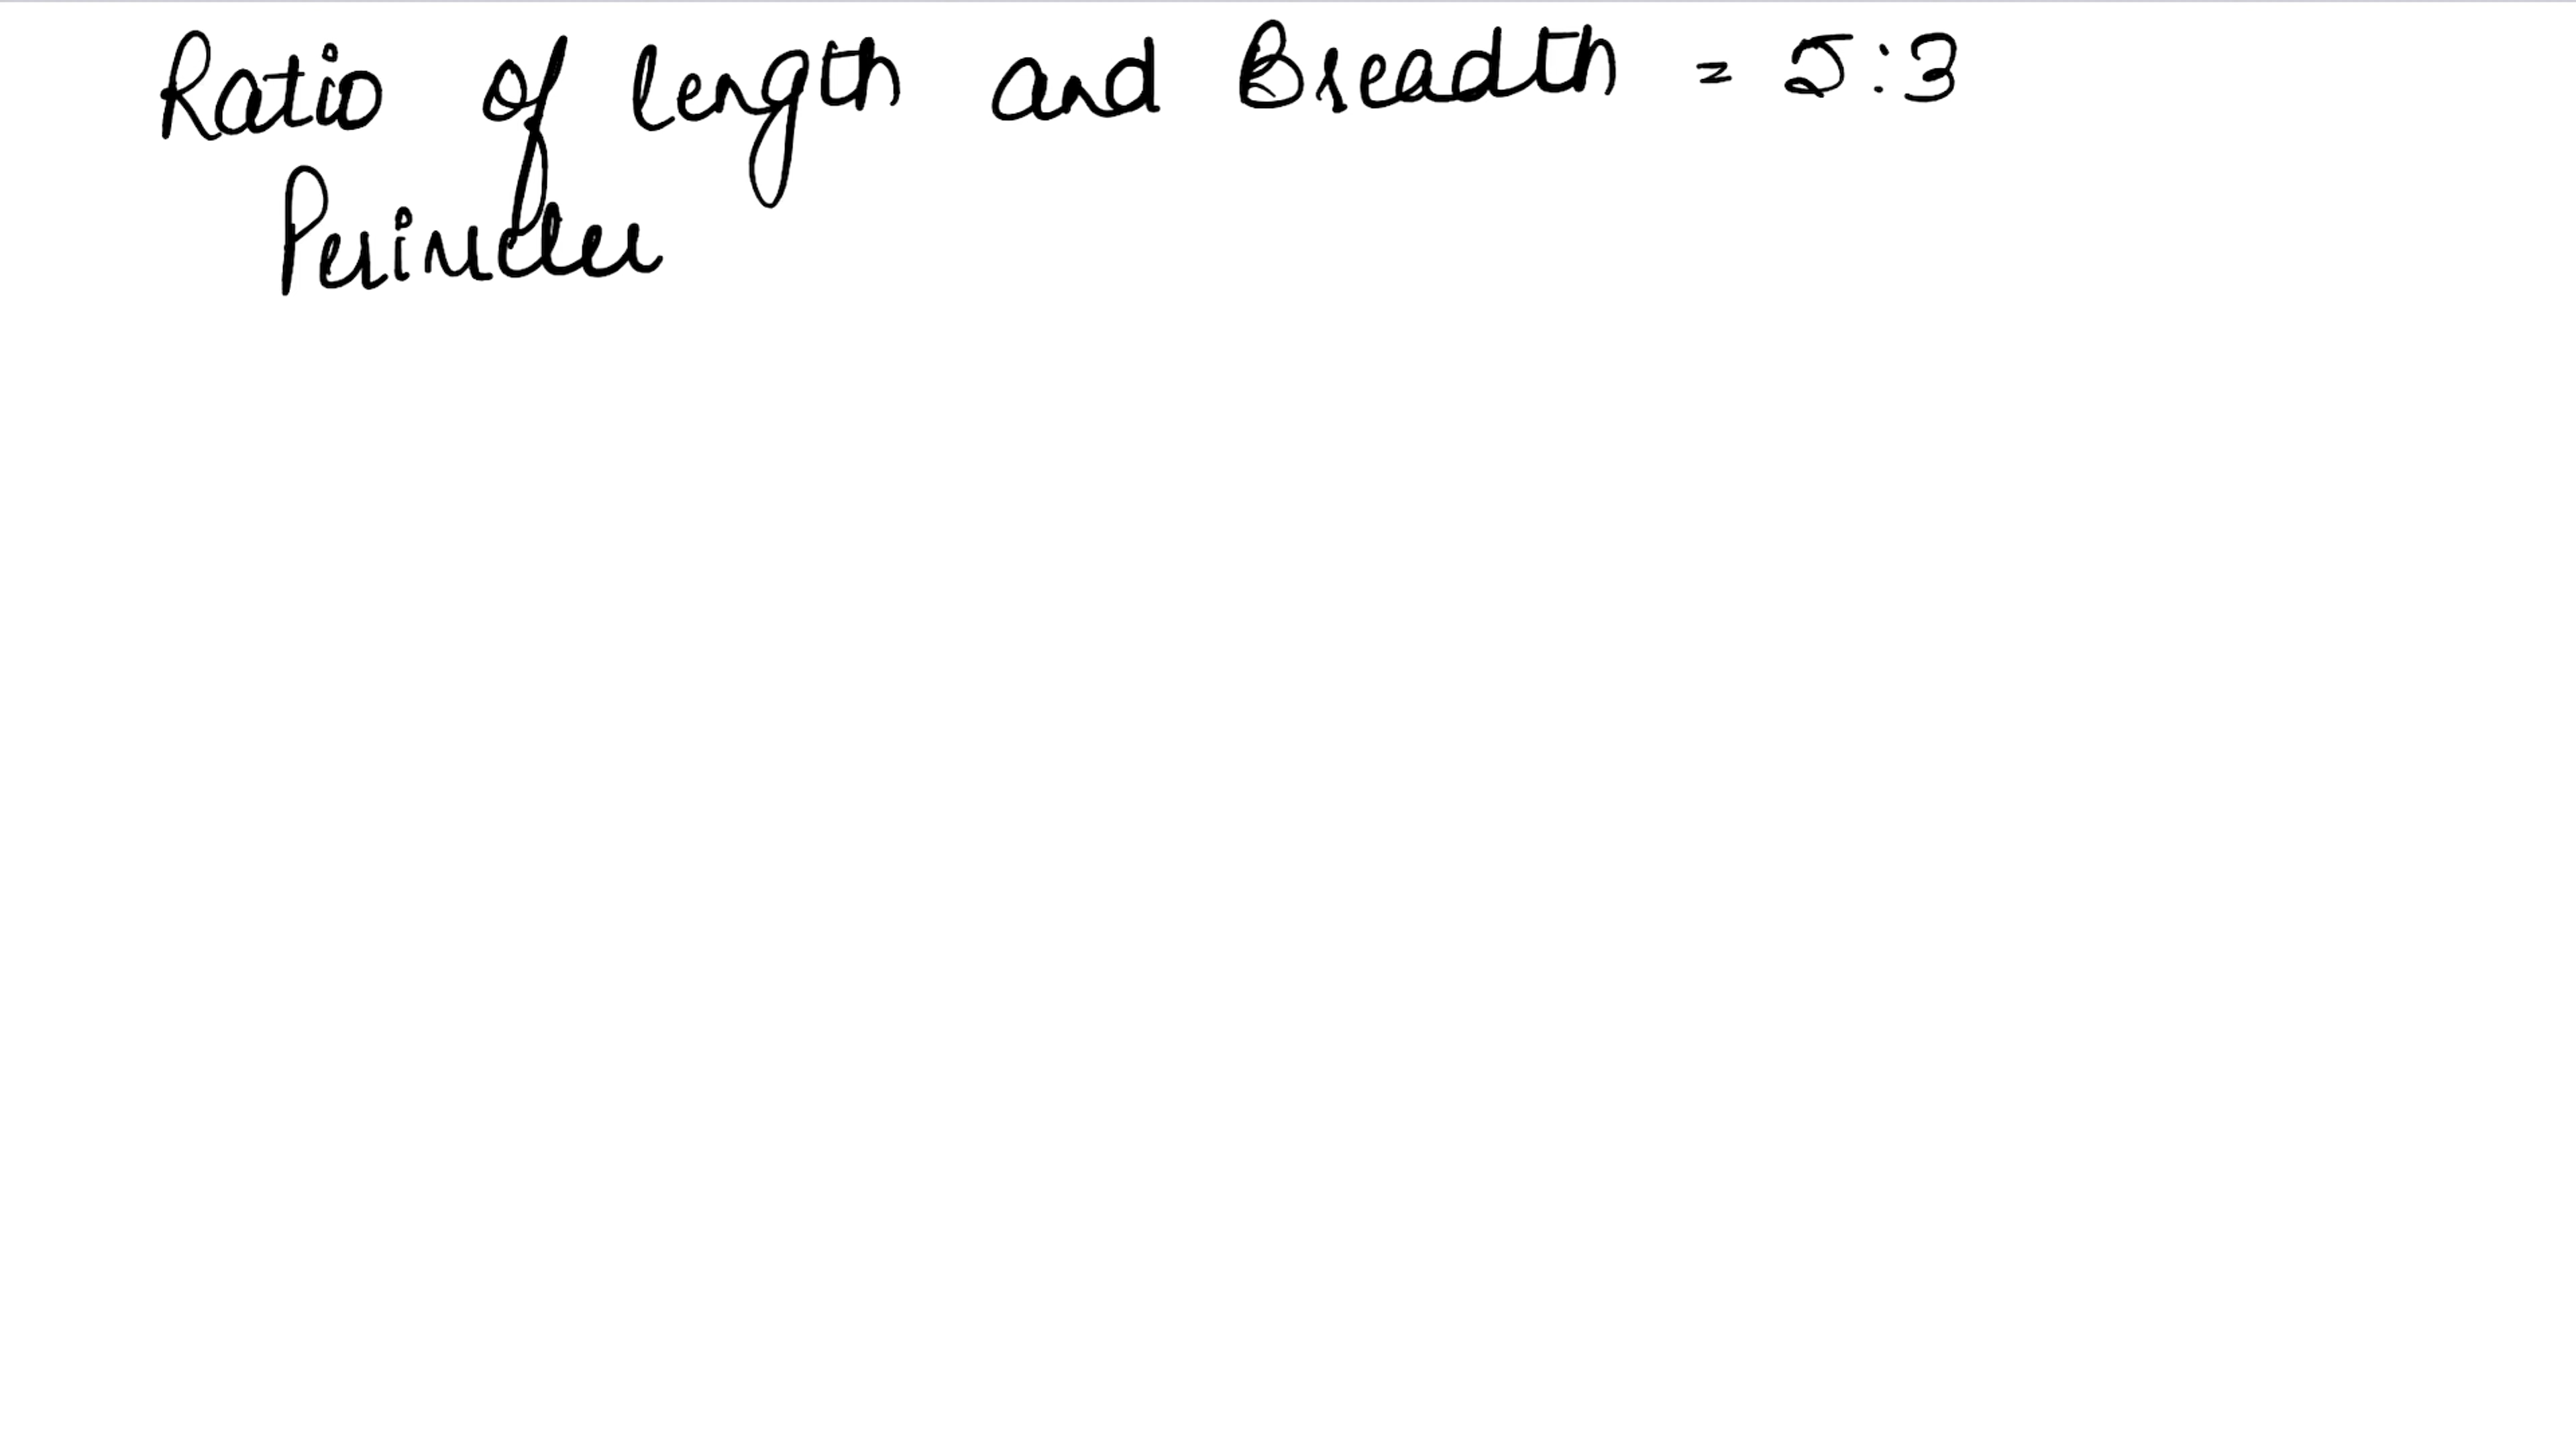 Ratio of length and Breadth = 5:3
Perimeter